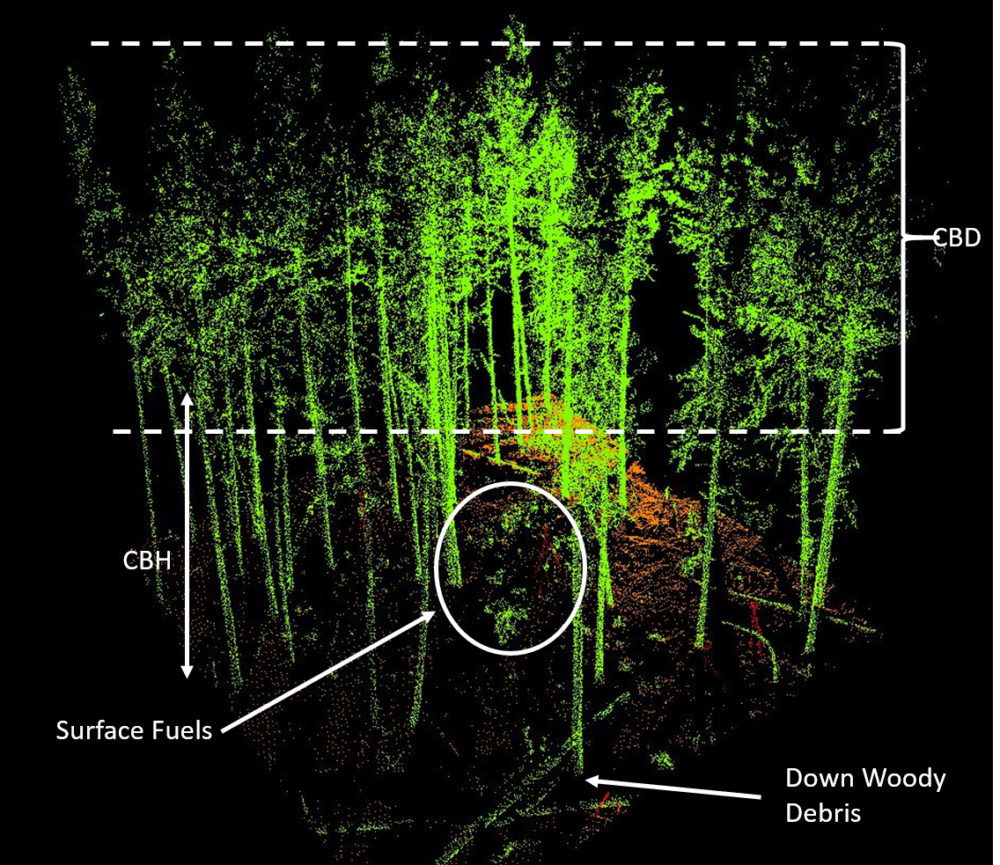 CBD
CBH
Surface Fuels
Down Woody
Debris